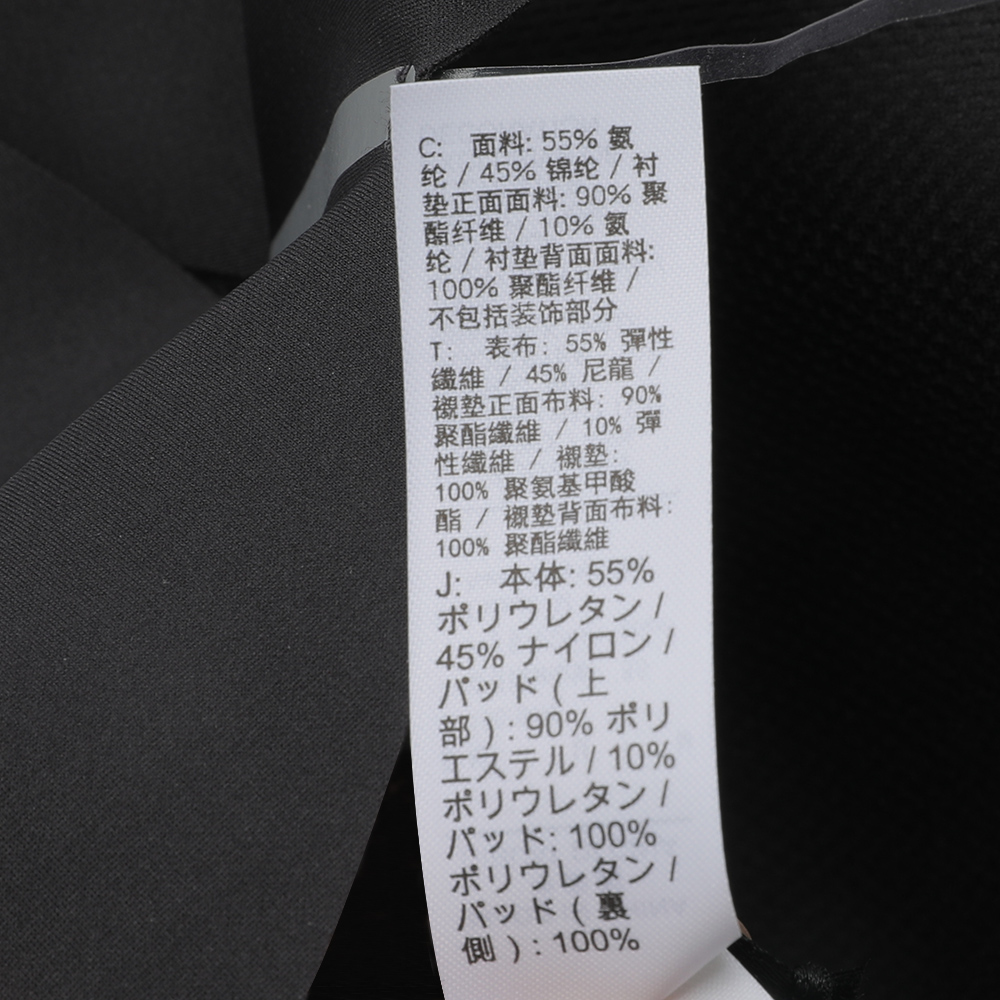 C: 面料: 55% 氨
纶 / 45% 锦纶 / 衬
垫正面面料: 90% 聚
酯纤维 / 10% 氨
纶 / 衬垫背面面料:
100% 聚酯纤维 /
不包括装饰部分
T: 表布: 55% 彈性
纖維 / 45% 尼龍 /
襯墊正面布料: 90%
聚酯纖維 / 10% 彈
性纖維 / 襯墊:
100% 聚氨基甲酸
酯 / 襯墊背面布料:
100% 聚酯纖維
J: 本体: 55%
ポリウレタン /
45% ナイロン /
パッド ( 上
部 ) : 90% ポリ
エステル / 10%
ポリウレタン /
パッド: 100%
ポリウレタン /
パッド ( 裏
側 ) : 100%